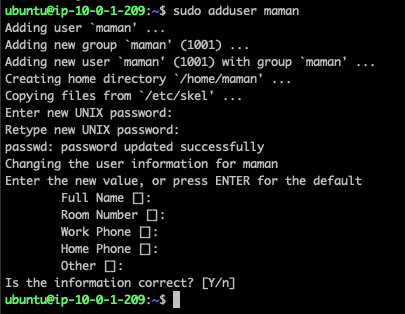 ubuntu@ip-10-0-1-209:~$ sudo adduser maman
Adding user `maman' ...
Adding new group `maman' (1001) ...
Adding new user `maman' (1001) with group `maman' ...
Creating home directory `/home/maman' ...
Copying files from `/etc/skel' ...
Enter new UNIX password:
Retype new UNIX password:
passwd: password updated successfully
Changing the user information for maman
Enter the new value, or press ENTER for the default
Full Name []:
Room Number []:
Work Phone []:
Home Phone []:
Other []:
Is the information correct? [Y/n]
ubuntu@ip-10-0-1-209:~$